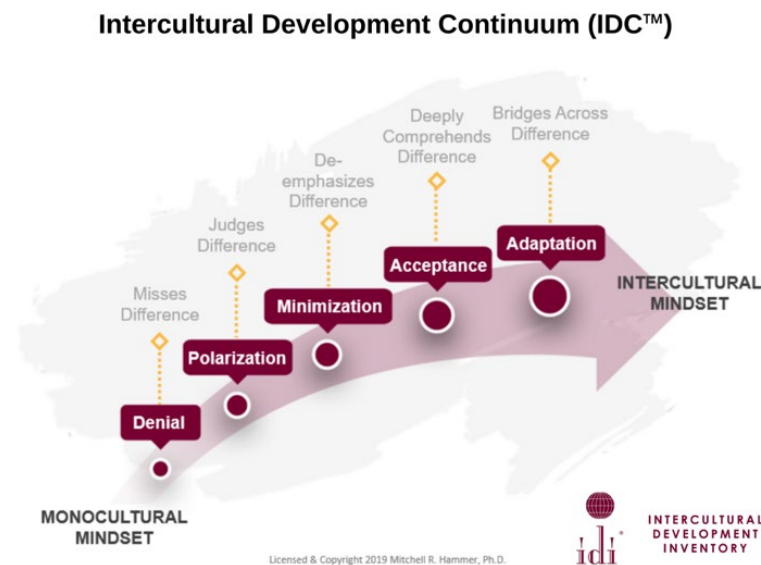 Intercultural Development Continuum (IDC™)
Deeply
Comprehends
Difference
Bridges Across
Difference
De-
emphasizes
Difference
Judges
Difference
Misses
Difference
Adaptation
Acceptance
Minimization
Polarization
Denial
INTERCULTURAL
MINDSET
MONOCULTURAL
MINDSET
idi®
INTERCULTURAL
DEVELOPMENT
INVENTORY
Licensed & Copyright 2019 Mitchell R. Hammer, Ph.D.